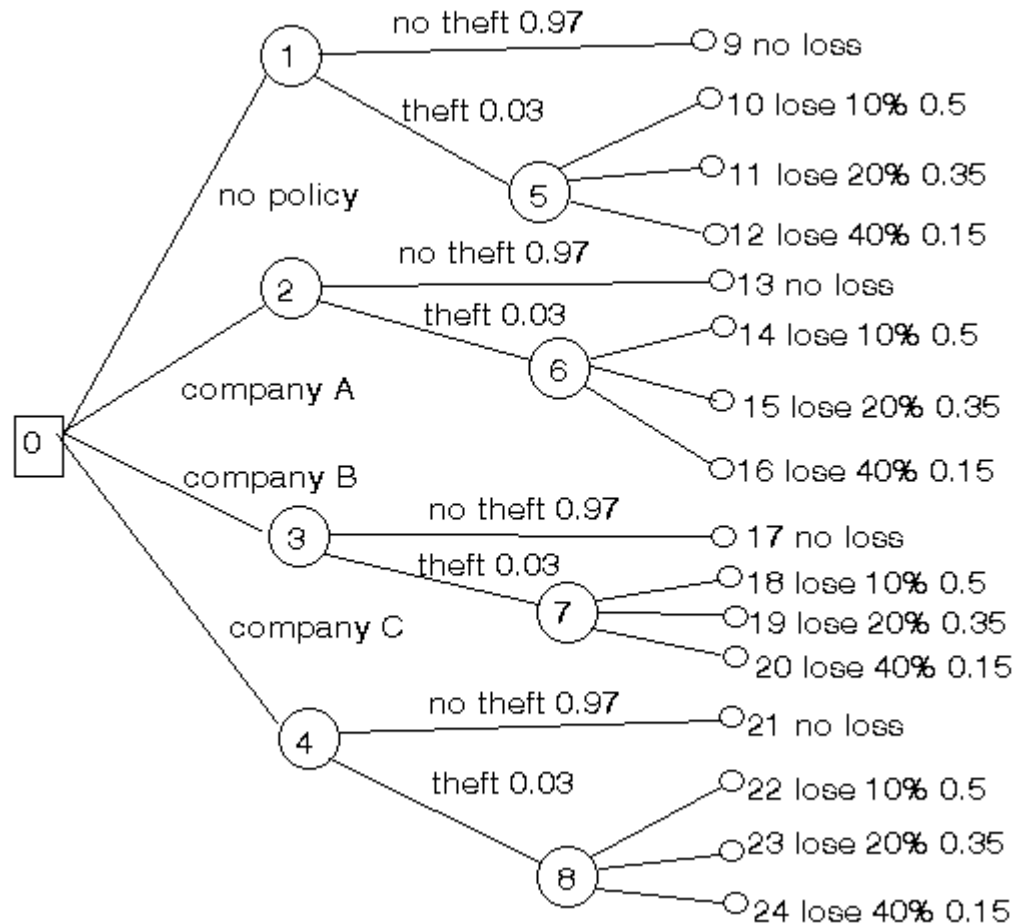 no theft 0.97
1
9 no loss
theft 0.03
10 lose 10% 0.5
11 lose 20% 0.35
5
no policy
12 lose 40% 0.15
no theft 0.97
2
13 no loss
theft 0.03
14 lose 10% 0.5
6
company A
15 lose 20% 0.35
0
16 lose 40% 0.15
company B
no theft 0.97
3
17 no loss
theft 0.03
18 lose 10% 0.5
7
19 lose 20% 0.35
company C
20 lose 40% 0.15
no theft 0.97
4
21 no loss
theft 0.03
22 lose 10% 0.5
23 lose 20% 0.35
8
24 lose 40% 0.15